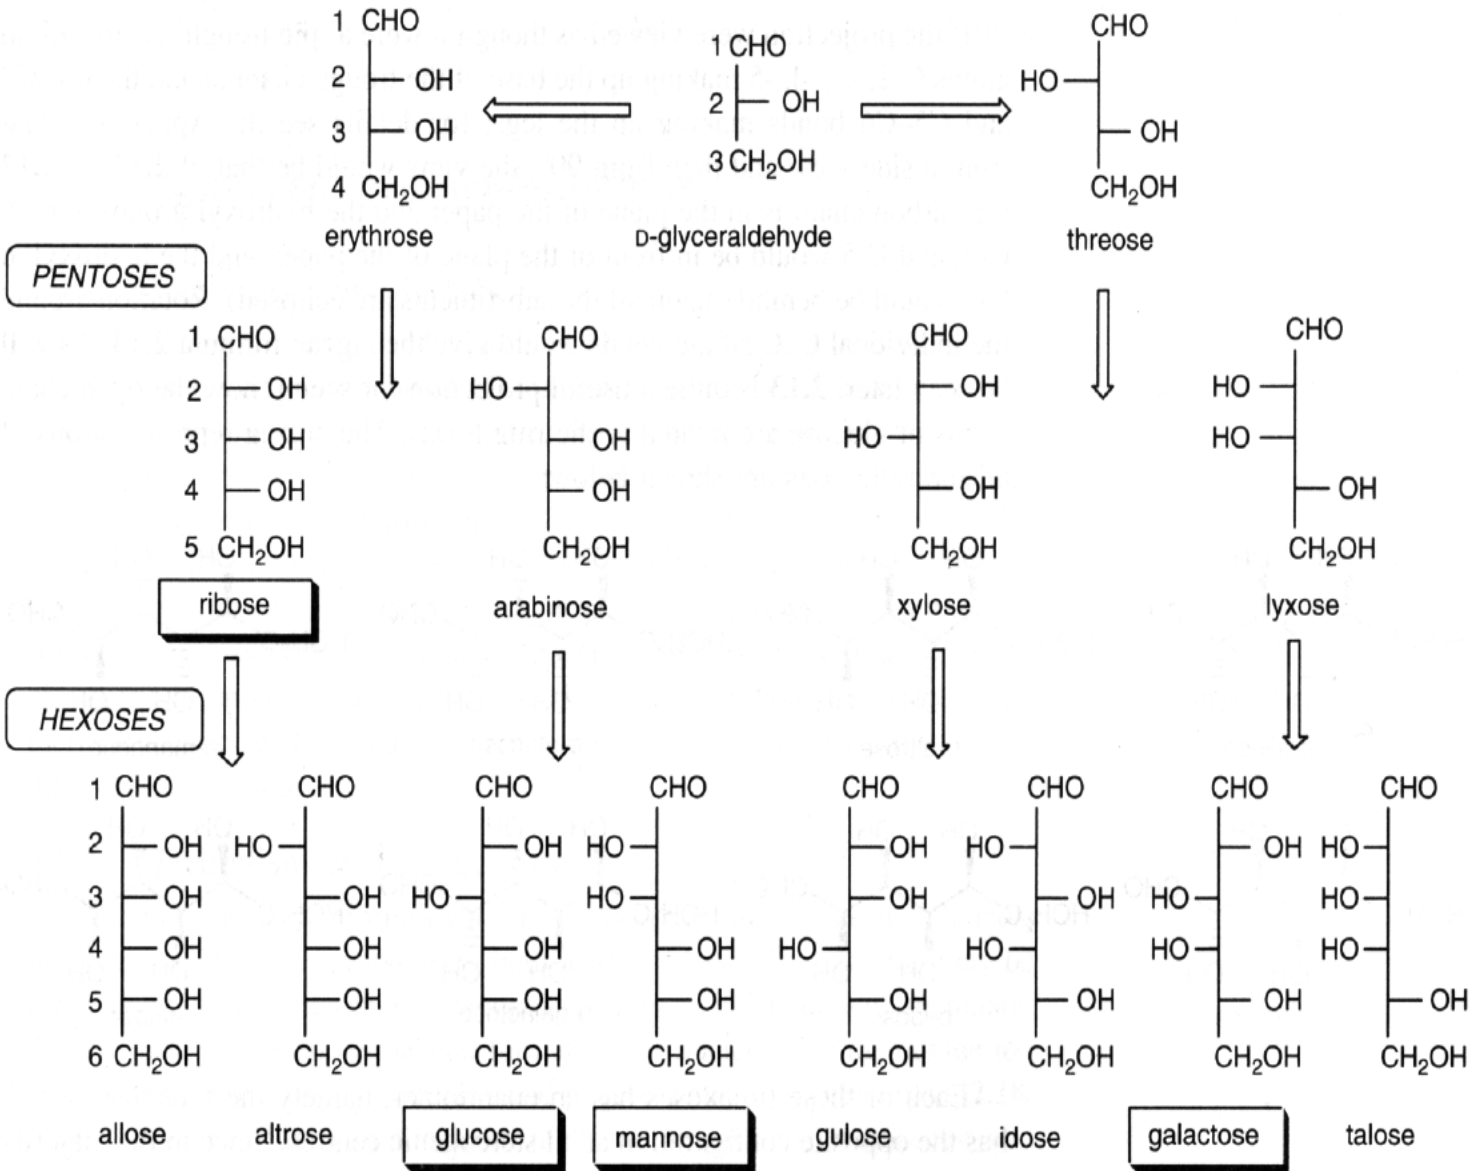 1 CHO
2 OH
3 OH
4 CH₂OH
erythrose
1 CHO
2 OH
3 CH₂OH
D-glyceraldehyde
CHO
HO
OH
CH₂OH
threose
PENTOSES
1 CHO
2 OH
3 OH
4 OH
5 CH₂OH
ribose
CHO
HO
OH
OH
CH₂OH
arabinose
CHO
OH
HO
OH
CH₂OH
xylose
CHO
HO
HO
OH
CH₂OH
lyxose
HEXOSES
1 CHO
2 OH
3 OH
4 OH
5 OH
6 CH₂OH
allose
CHO
HO
OH
OH
OH
CH₂OH
altrose
CHO
OH
HO
OH
OH
CH₂OH
glucose
CHO
HO
HO
OH
OH
CH₂OH
mannose
CHO
OH
OH
HO
OH
CH₂OH
gulose
CHO
HO
OH
HO
OH
CH₂OH
idose
CHO
OH
HO
HO
OH
CH₂OH
galactose
CHO
HO
HO
HO
OH
CH₂OH
talose